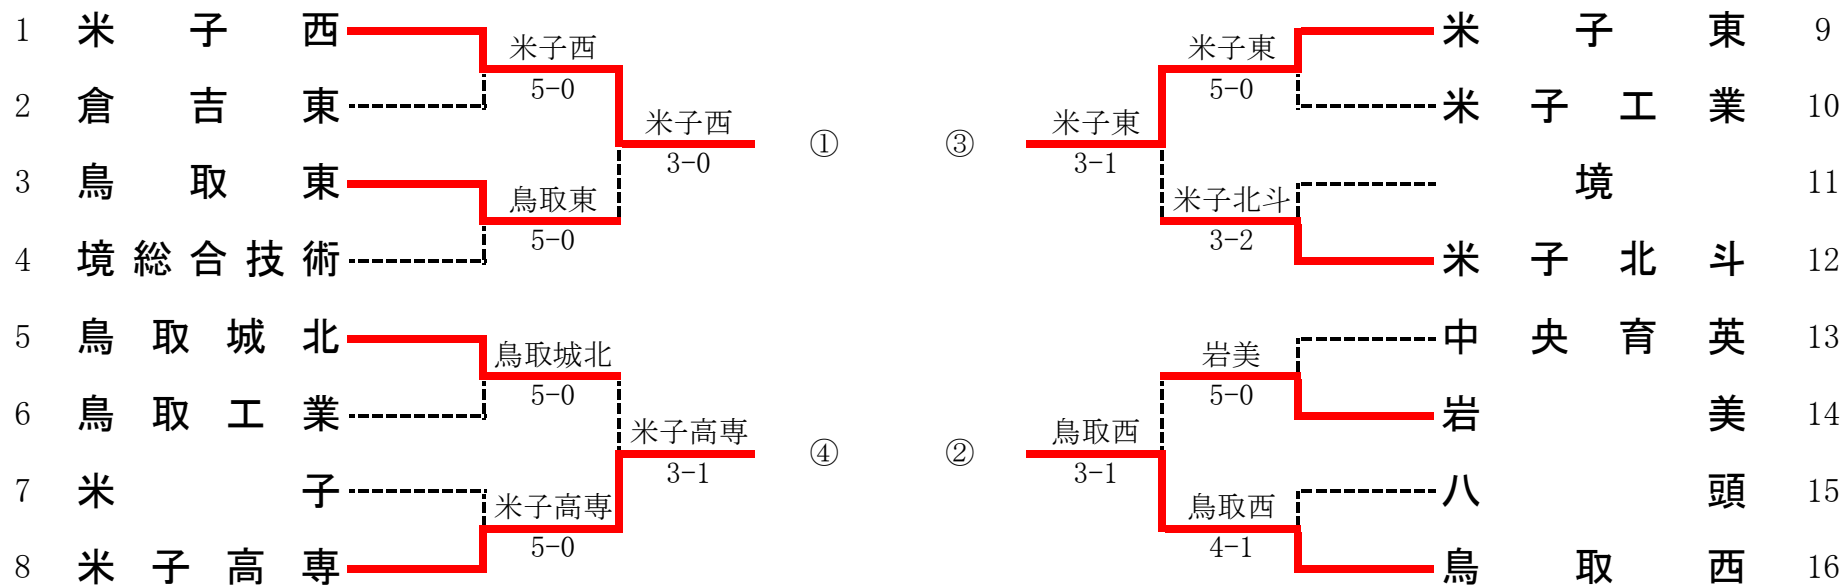 1 米子西
米子西
5-0
2 倉吉東
米子西
3-0
①
3 鳥取東
鳥取東
5-0
4 境総合技術
5 鳥取城北
鳥取城北
5-0
6 鳥取工業
米子高専
3-1
④
7 米子
米子高専
5-0
8 米子高専
米子東 9
米子東
5-0
米子工業 10
③
米子東
3-1
境 11
米子北斗
3-2
米子北斗 12
中央育英 13
岩美
5-0
岩美 14
②
鳥取西
3-1
八頭 15
鳥取西
4-1
鳥取西 16